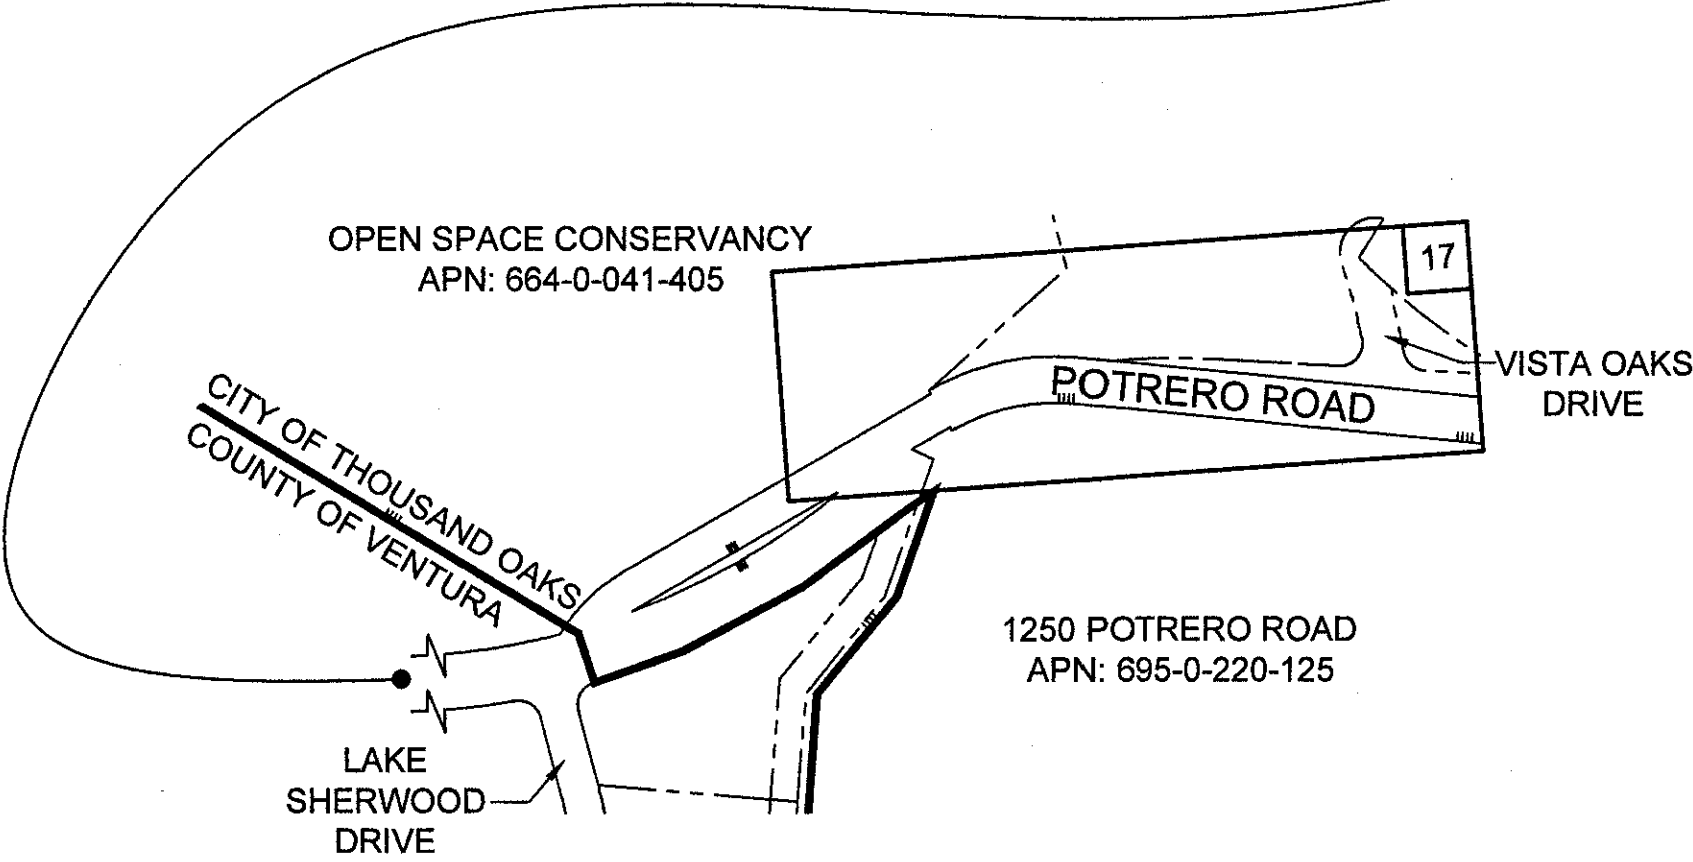 OPEN SPACE CONSERVANCY
APN: 664-0-041-405
17
VISTA OAKS
DRIVE
POTRERO ROAD
CITY OF THOUSAND OAKS
COUNTY OF VENTURA
1250 POTRERO ROAD
APN: 695-0-220-125
LAKE
SHERWOOD
DRIVE